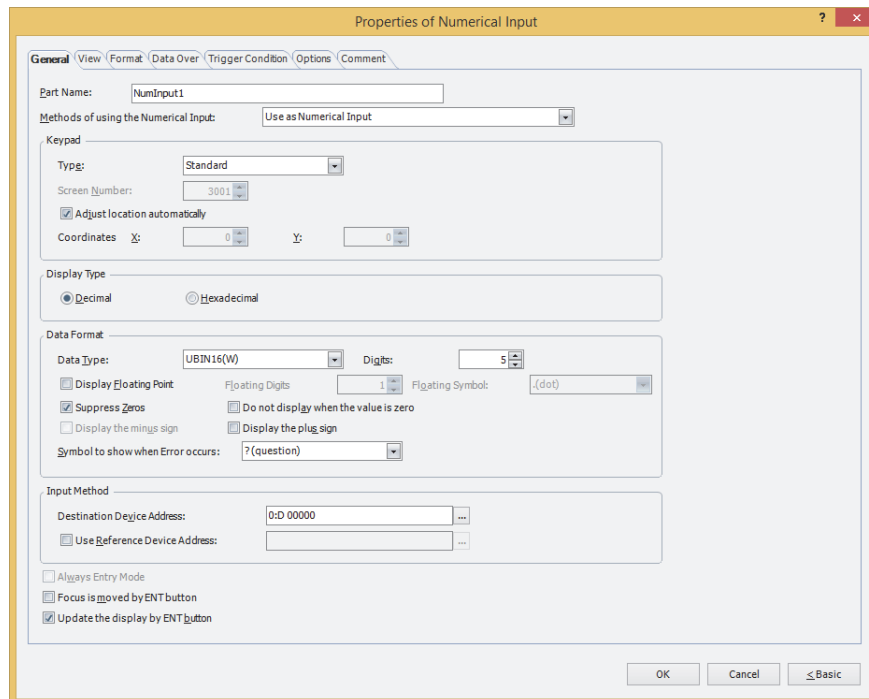 Properties of Numerical Input
? ×
General View Format Data Over Trigger Condition Options Comment
Part Name: NumInput1
Methods of using the Numerical Input: Use as Numerical Input
Keypad
Type: Standard
Screen Number: 3001
Adjust location automatically
Coordinates X: 0 Y: 0
Display Type
Decimal Hexadecimal
Data Format
Data Type: UBIN16(W) Digits: 5
Display Floating Point Floating Digits 1 Floating Symbol: .(dot)
Suppress Zeros Do not display when the value is zero
Display the minus sign Display the plus sign
Symbol to show when Error occurs: ?(question)
Input Method
Destination Device Address: 0:D 00000 ...
Use Reference Device Address: ...
Always Entry Mode
Focus is moved by ENT button
Update the display by ENT button
OK Cancel < Basic